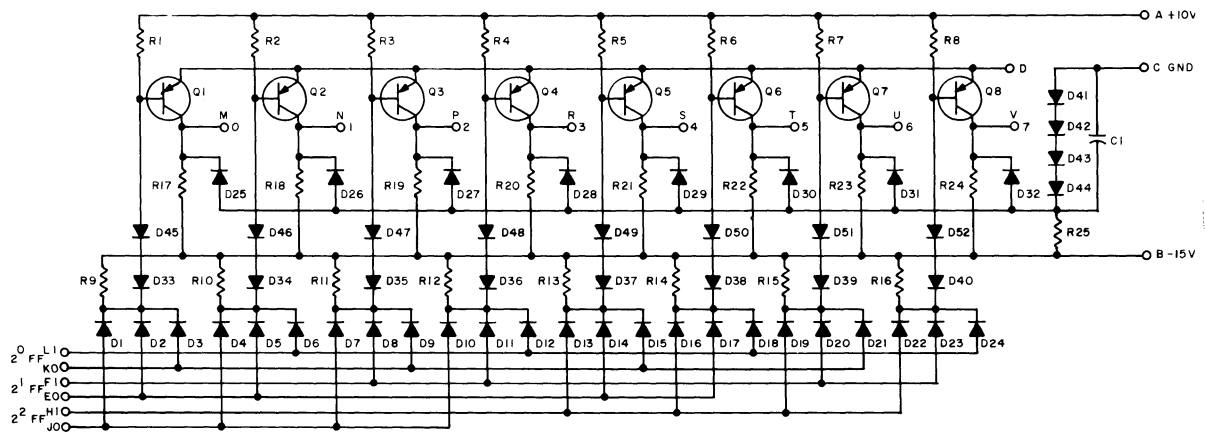 A +10V
R1 R2 R3 R4 R5 R6 R7 R8
D C GND
Q1 Q2 Q3 Q4 Q5 Q6 Q7 Q8
D41
M N P R S T U V D42 C1
0 1 2 3 4 5 6 7
D43
R17 D25 R18 D26 R19 D27 R20 D28 R21 D29 R22 D30 R23 D31 R24 D32 D44
D45 D46 D47 D48 D49 D50 D51 D52 R25
B -15V
R9 D33 R10 D34 R11 D35 R12 D36 R13 D37 R14 D38 R15 D39 R16 D40
D1 D2 D3 D4 D5 D6 D7 D8 D9 D10 D11 D12 D13 D14 D15 D16 D17 D18 D19 D20 D21 D22 D23 D24
2⁰ FF L1
K0
2¹ FF F1
E0
2² FF H1
J0